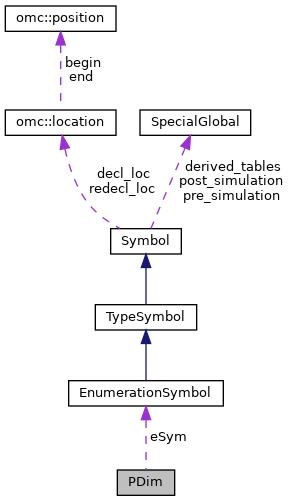 omc::position
begin
end
omc::location
SpecialGlobal
decl_loc
redecl_loc
derived_tables
post_simulation
pre_simulation
Symbol
TypeSymbol
EnumerationSymbol
eSym
PDim